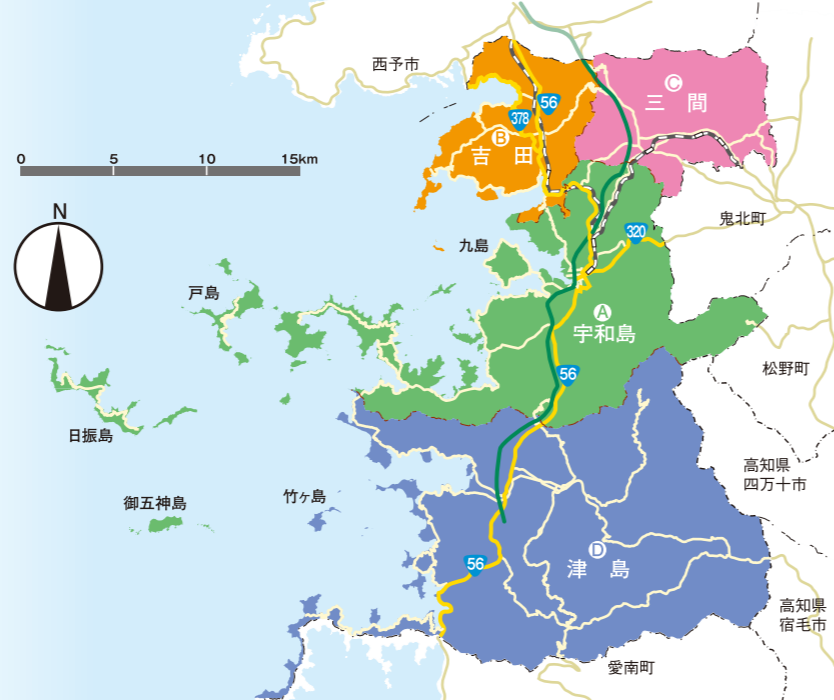 西予市
C
三間
56
378
B
吉田
0 5 10 15km
N
鬼北町
320
九島
戸島
A
宇和島
松野町
56
日振島
高知県
四万十市
竹ヶ島
御五神島
D
津島
56
高知県
宿毛市
愛南町